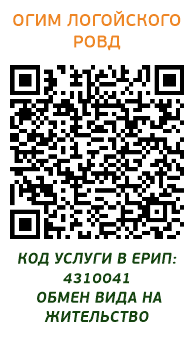 ОГИМ ЛОГОЙСКОГО
РОВД
КОД УСЛУГИ В ЕРИП:
4310041
ОБМЕН ВИДА НА
ЖИТЕЛЬСТВО